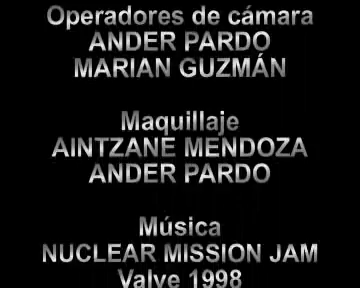 Operadores de cámara
ANDER PARDO
MARIAN GUZMÁN
Maquillaje
AINTZANE MENDOZA
ANDER PARDO
Música
NUCLEAR MISSION JAM
Valve 1998